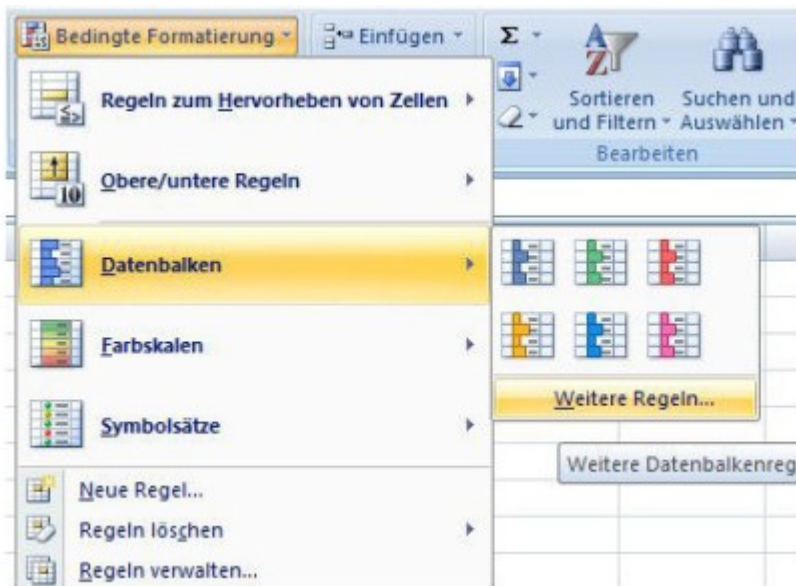 Bedingte Formatierung
Einfügen
Σ
Regeln zum Hervorheben von Zellen
Sortieren
und Filtern
Suchen und
Auswählen
Bearbeiten
Obere/untere Regeln
Datenbalken
Farbskalen
Symbolsätze
Weitere Regeln...
Weitere Datenbalkenreg
Neue Regel...
Regeln löschen
Regeln verwalten...